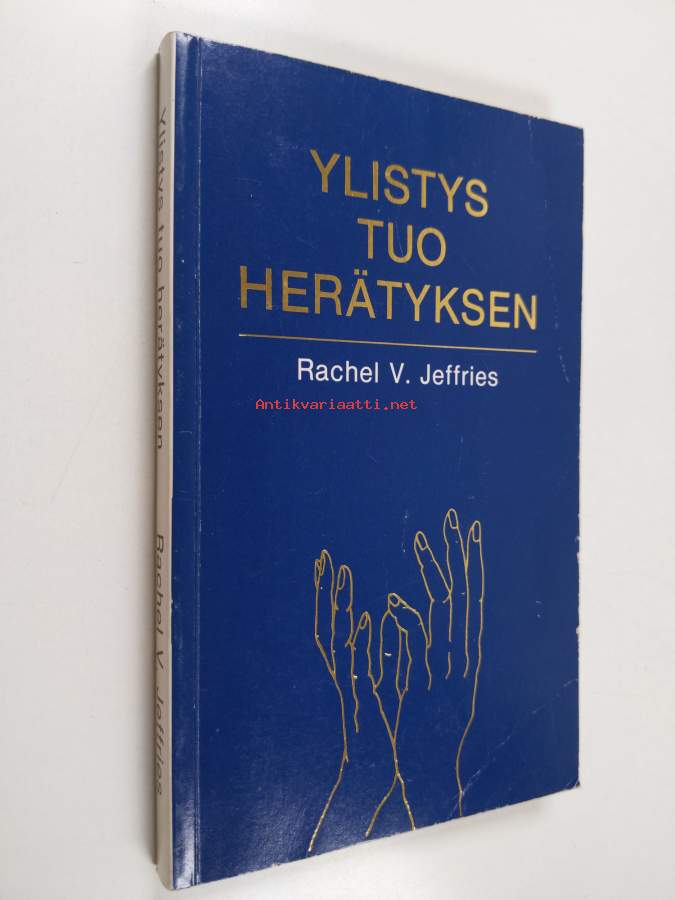 YLISTYS
TUO
HERÄTYKSEN
Rachel V. Jeffries
Antikvariaatti.net
Ylistys tuo herätyksen Rachel V. Jeffries